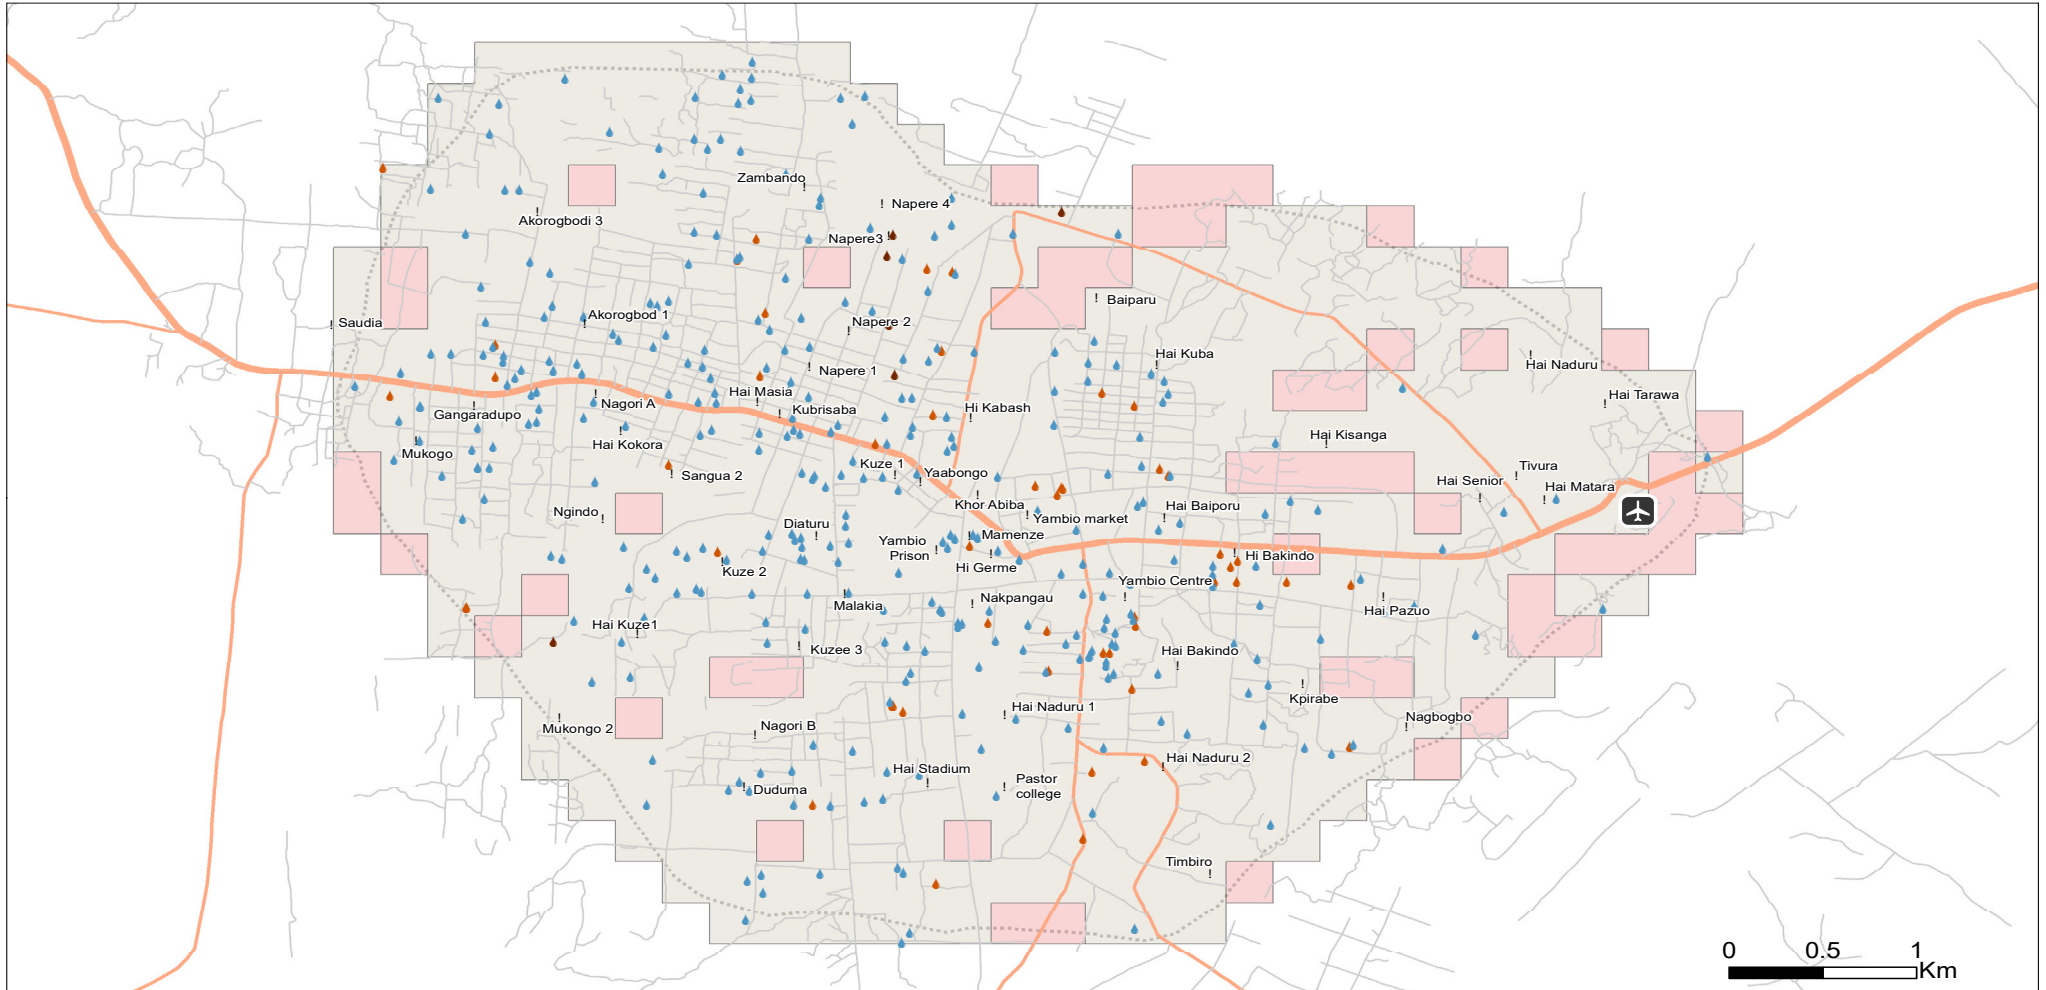 Zambando
Napere 4
Akorogbodi 3
Napere3
Baiparu
Akorogbod 1
Saudia
Napere 2
Hai Kuba
Hai Naduru
Napere 1
Hai Masia
Hai Tarawa
Nagori A
Kubrisaba
Hi Kabash
Gangaradupo
Hai Kisanga
Hai Kokora
Mukogo
Kuze 1
Tivura
Sangua 2
Yaabongo
Hai Senior
Hai Matara
Khor Abiba
Hai Baiporu
Ngindo
Yambio market
Diaturu
Mamenze
Yambio
Prison
Hi Bakindo
Hi Germe
Kuze 2
Yambio Centre
Nakpangau
Malakia
Hai Pazuo
Hai Kuze1
Kuzee 3
Hai Bakindo
Kpirabe
Hai Naduru 1
Nagbogbo
Mukongo 2
Nagori B
Hai Naduru 2
Hai Stadium
Pastor
college
Duduma
Timbiro
0 0.5 1
Km